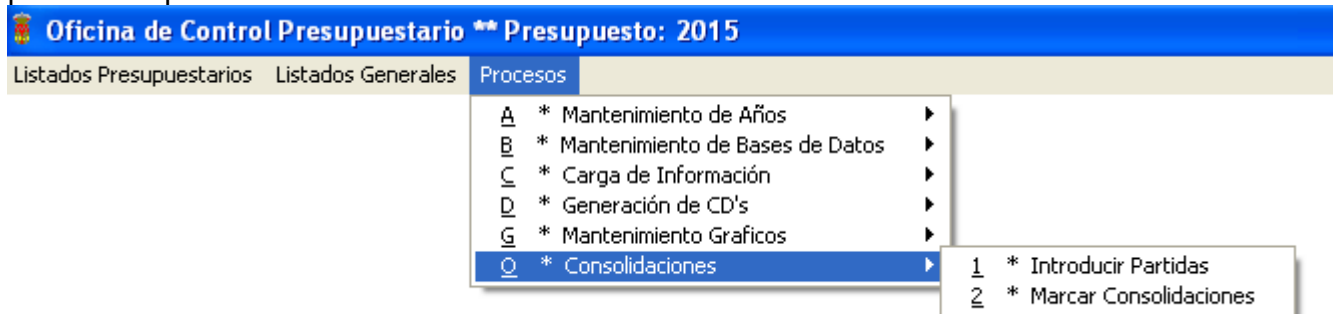 Oficina de Control Presupuestario ** Presupuesto: 2015
Listados Presupuestarios Listados Generales Procesos
A * Mantenimiento de Años
B * Mantenimiento de Bases de Datos
C * Carga de Información
D * Generación de CD's
G * Mantenimiento Graficos
O * Consolidaciones
1 * Introducir Partidas
2 * Marcar Consolidaciones